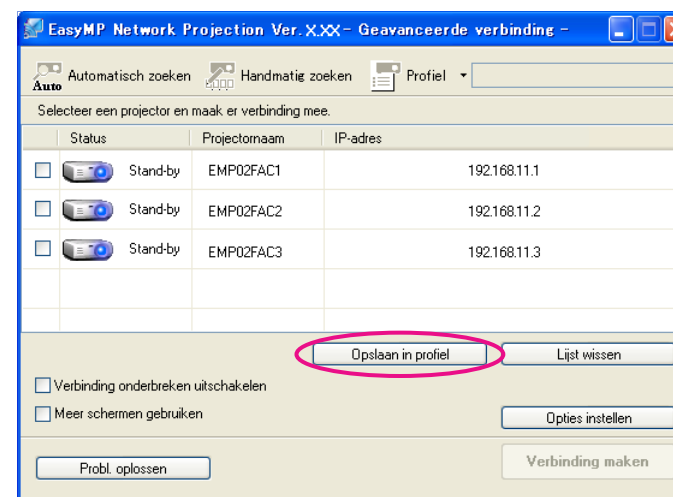 EasyMP Network Projection Ver. X.XX - Geavanceerde verbinding -
Auto Automatisch zoeken Handmatig zoeken Profiel
Selecteer een projector en maak er verbinding mee.
Status Projectornaam IP-adres
Stand-by EMP02FAC1 192.168.11.1
Stand-by EMP02FAC2 192.168.11.2
Stand-by EMP02FAC3 192.168.11.3
Opslaan in profiel Lijst wissen
Verbinding onderbreken uitschakelen
Meer schermen gebruiken
Opties instellen
Probl. oplossen Verbinding maken